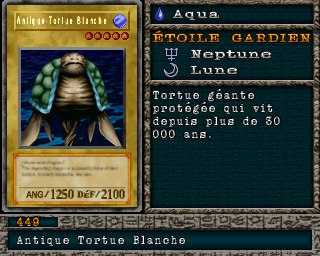 Antique Tortue Blanche
ANG/1250 DÉF/2100
Aqua
ÉTOILE GARDIEN
Neptune
Lune
Tortue géante
protégée qui vit
depuis plus de 30
000 ans.
449
Antique Tortue Blanche